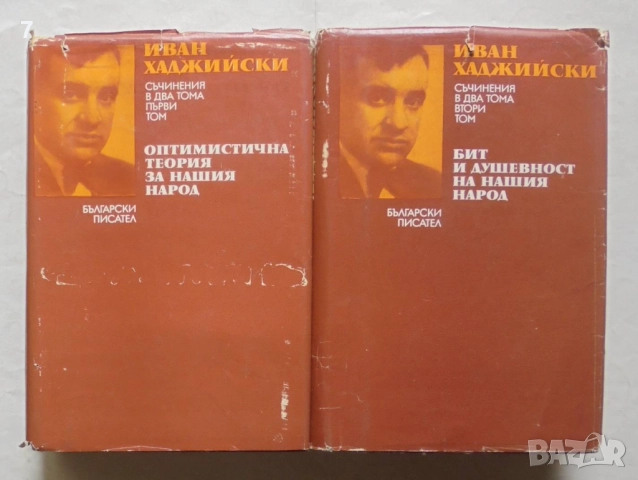 7
ИВАН
ХАДЖИЙСКИ
СЪЧИНЕНИЯ
В ДВА ТОМА
ПЪРВИ
ТОМ
ОПТИМИСТИЧНА
ТЕОРИЯ
ЗА НАШИЯ
НАРОД
БЪЛГАРСКИ
ПИСАТЕЛ
ИВАН
ХАДЖИЙСКИ
СЪЧИНЕНИЯ
В ДВА ТОМА
ВТОРИ
ТОМ
БИТ
И ДУШЕВНОСТ
НА НАШИЯ
НАРОД
БЪЛГАРСКИ
ПИСАТЕЛ
BAZAR